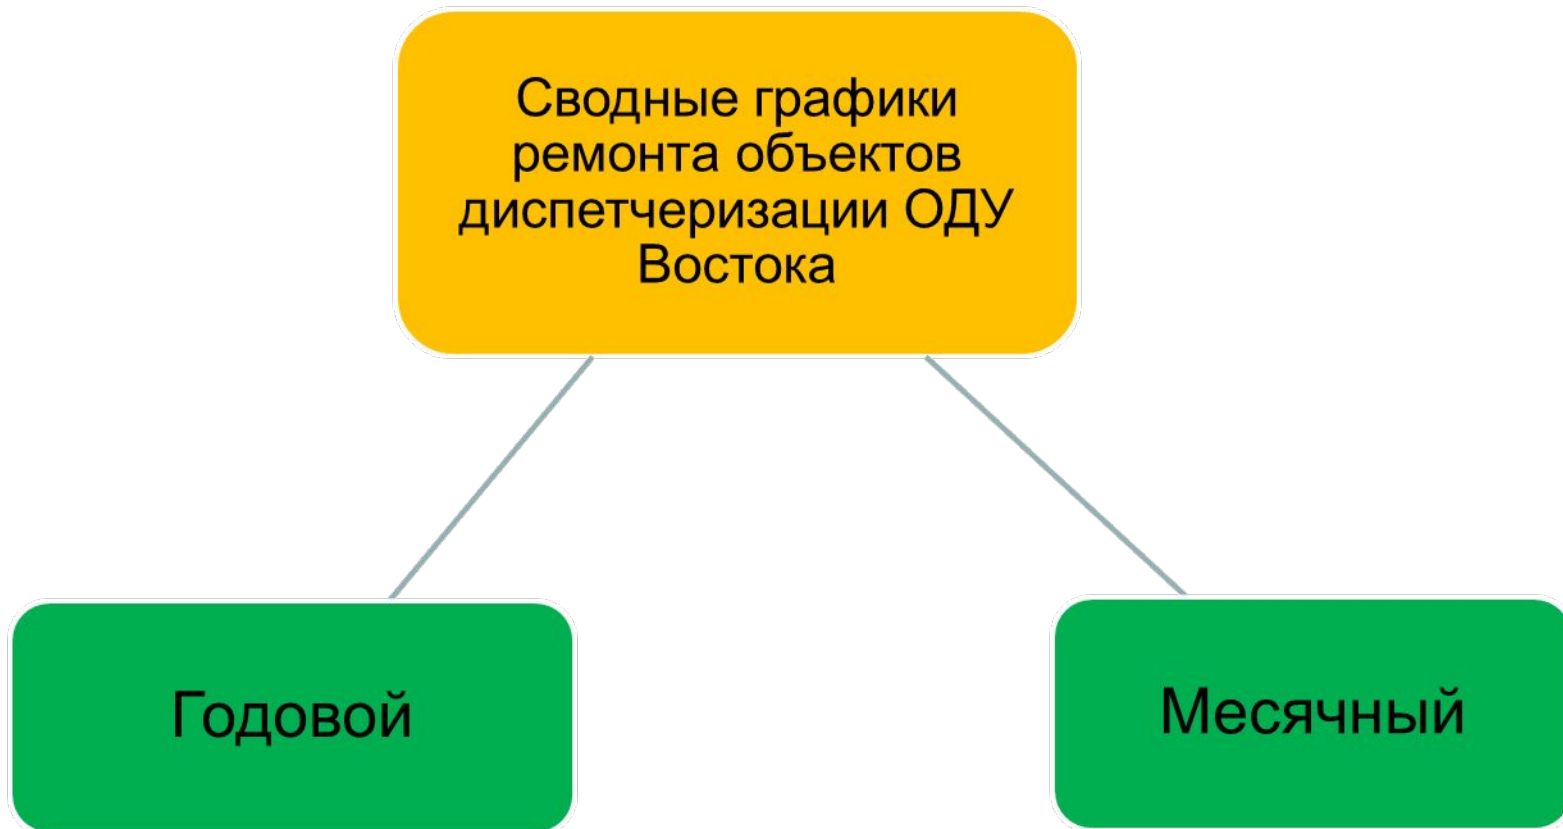 Сводные графики
ремонта объектов
диспетчеризации ОДУ
Востока
Годовой
Месячный